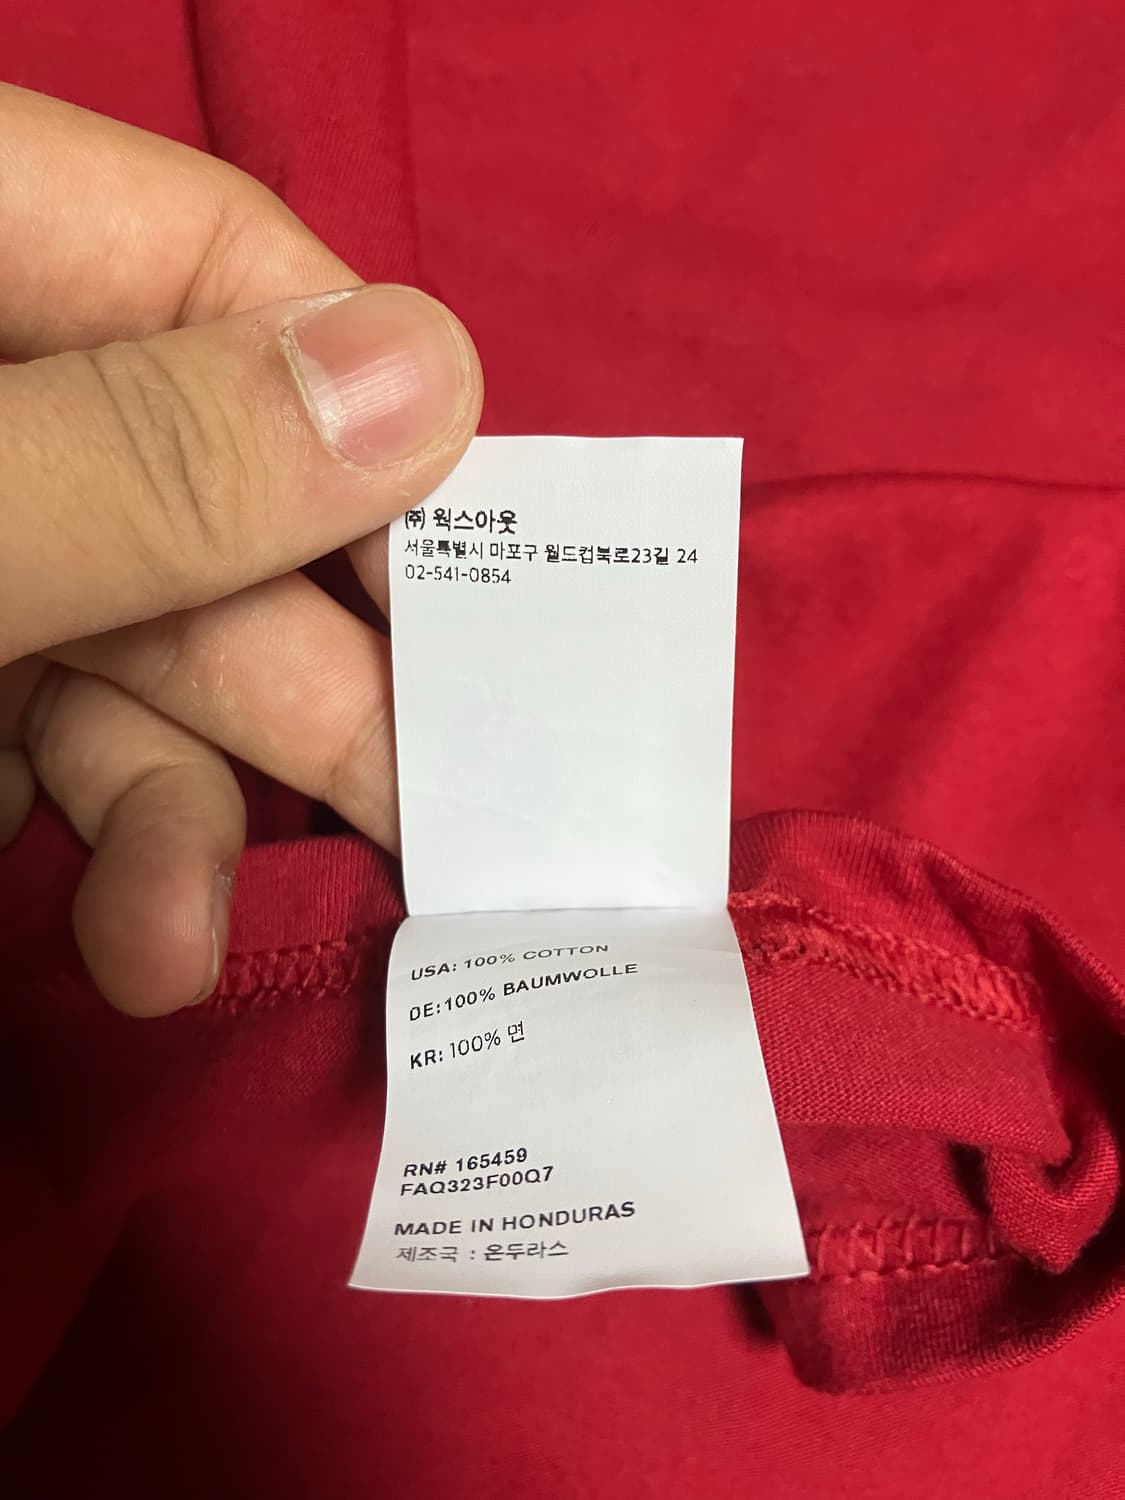 ㈜ 웍스아웃
서울특별시 마포구 월드컵북로23길 24
02-541-0854
USA: 100% COTTON
DE:100% BAUMWOLLE
KR: 100% 면
RN# 165459
FAQ323F00Q7
MADE IN HONDURAS
제조국 : 온두라스